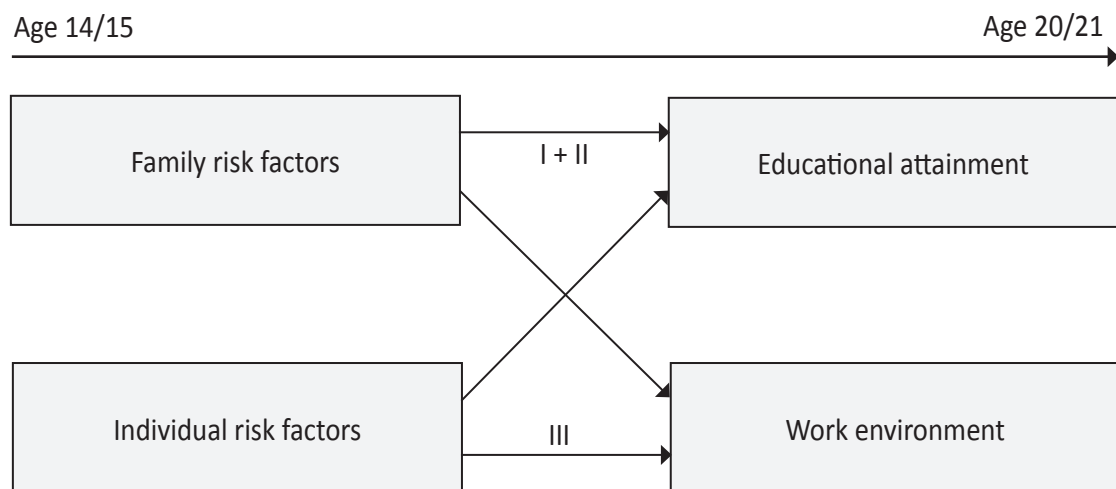 Age 14/15
Age 20/21
Family risk factors
I + II
Educational attainment
Individual risk factors
III
Work environment